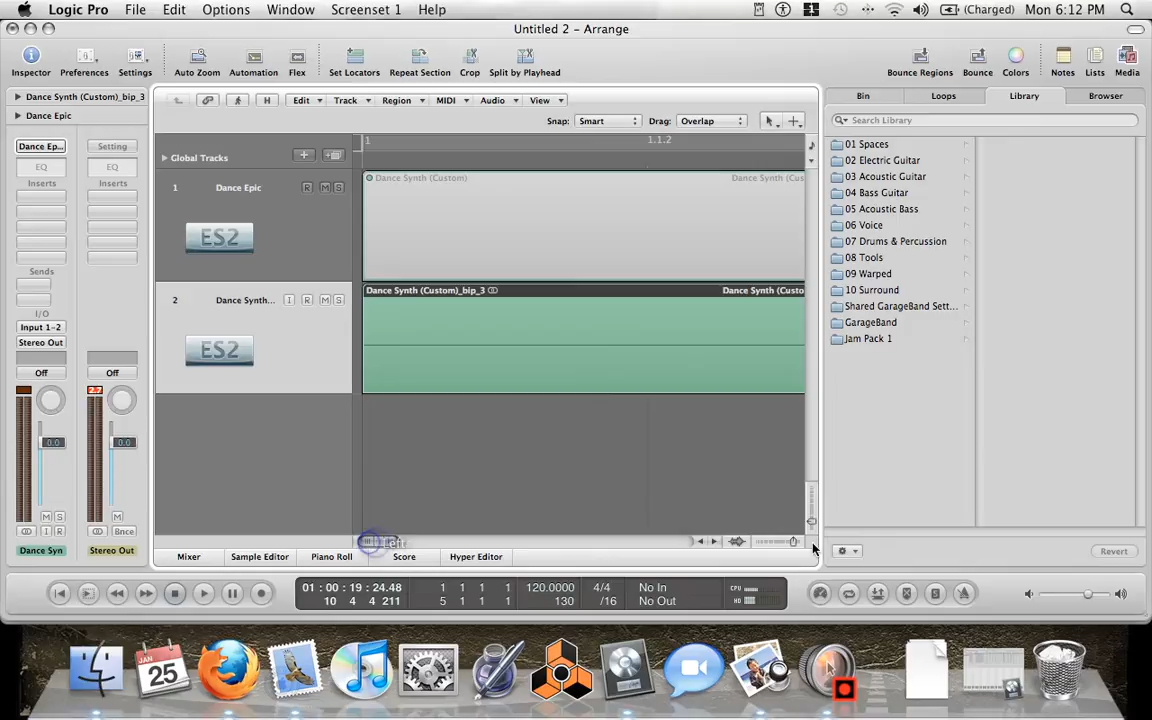 Logic Pro File Edit Options Window Screenset 1 Help 1 (Charged) Mon 6:12 PM
Untitled 2 - Arrange
Inspector Preferences Settings Auto Zoom Automation Flex Set Locators Repeat Section Crop Split by Playhead Bounce Regions Bounce Colors Notes Lists Media
Dance Synth (Custom)_bip_3
Dance Epic
H Edit Track Region MIDI Audio View
Snap: Smart Drag: Overlap
Bin Loops Library Browser
Search Library
1 1.1.2
Global Tracks
Dance Ep... Setting
EQ EQ
Inserts Inserts
Sends
I/O
Input 1-2
Stereo Out
Off Off
2.7
0.0 0.0
M S M
I R Bnce
Dance Syn Stereo Out
1 Dance Epic R M S
ES2
Dance Synth (Custom) Dance Synth (Cus
2 Dance Synth... I R M S
ES2
Dance Synth (Custom)_bip_3 Dance Synth (Custo
01 Spaces
02 Electric Guitar
03 Acoustic Guitar
04 Bass Guitar
05 Acoustic Bass
06 Voice
07 Drums & Percussion
08 Tools
09 Warped
10 Surround
Shared GarageBand Sett...
GarageBand
Jam Pack 1
Left
Mixer Sample Editor Piano Roll Score Hyper Editor
Revert
01 : 00 : 19 : 24.48 1 1 1 1 120.0000 4/4 No In CPU
10 4 4 211 5 1 1 1 130 /16 No Out HD
S
JAN
25